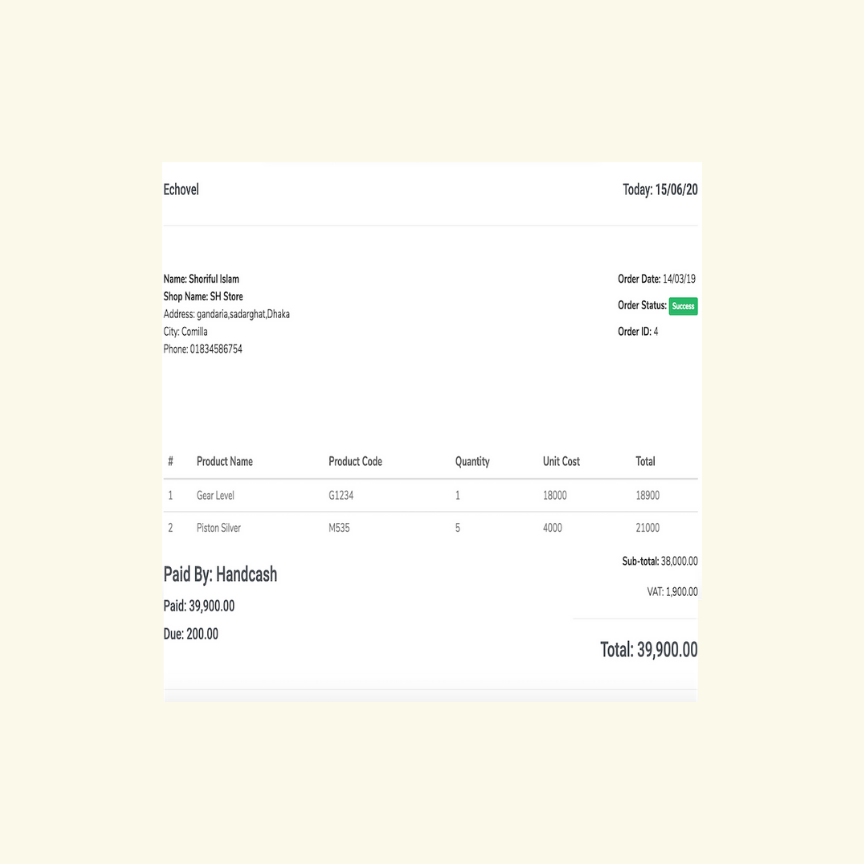 Echovel Today: 15/06/20
Name: Shoriful Islam Order Date: 14/03/19
Shop Name: SH Store Order Status: Success
Address: gandaria,sadarghat,Dhaka
City: Comilla Order ID: 4
Phone: 01834586754
# Product Name Product Code Quantity Unit Cost Total
1 Gear Level G1234 1 18000 18900
2 Piston Silver M535 5 4000 21000
Sub-total: 38,000.00
Paid By: Handcash
VAT: 1,900.00
Paid: 39,900.00
Due: 200.00
Total: 39,900.00